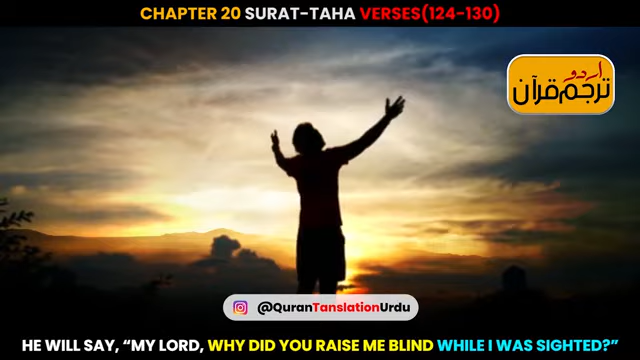 CHAPTER 20 SURAT-TAHA VERSES(124-130)
اردو
ترجمہ قرآن
@QuranTanslationUrdu
HE WILL SAY, “MY LORD, WHY DID YOU RAISE ME BLIND WHILE I WAS SIGHTED?”